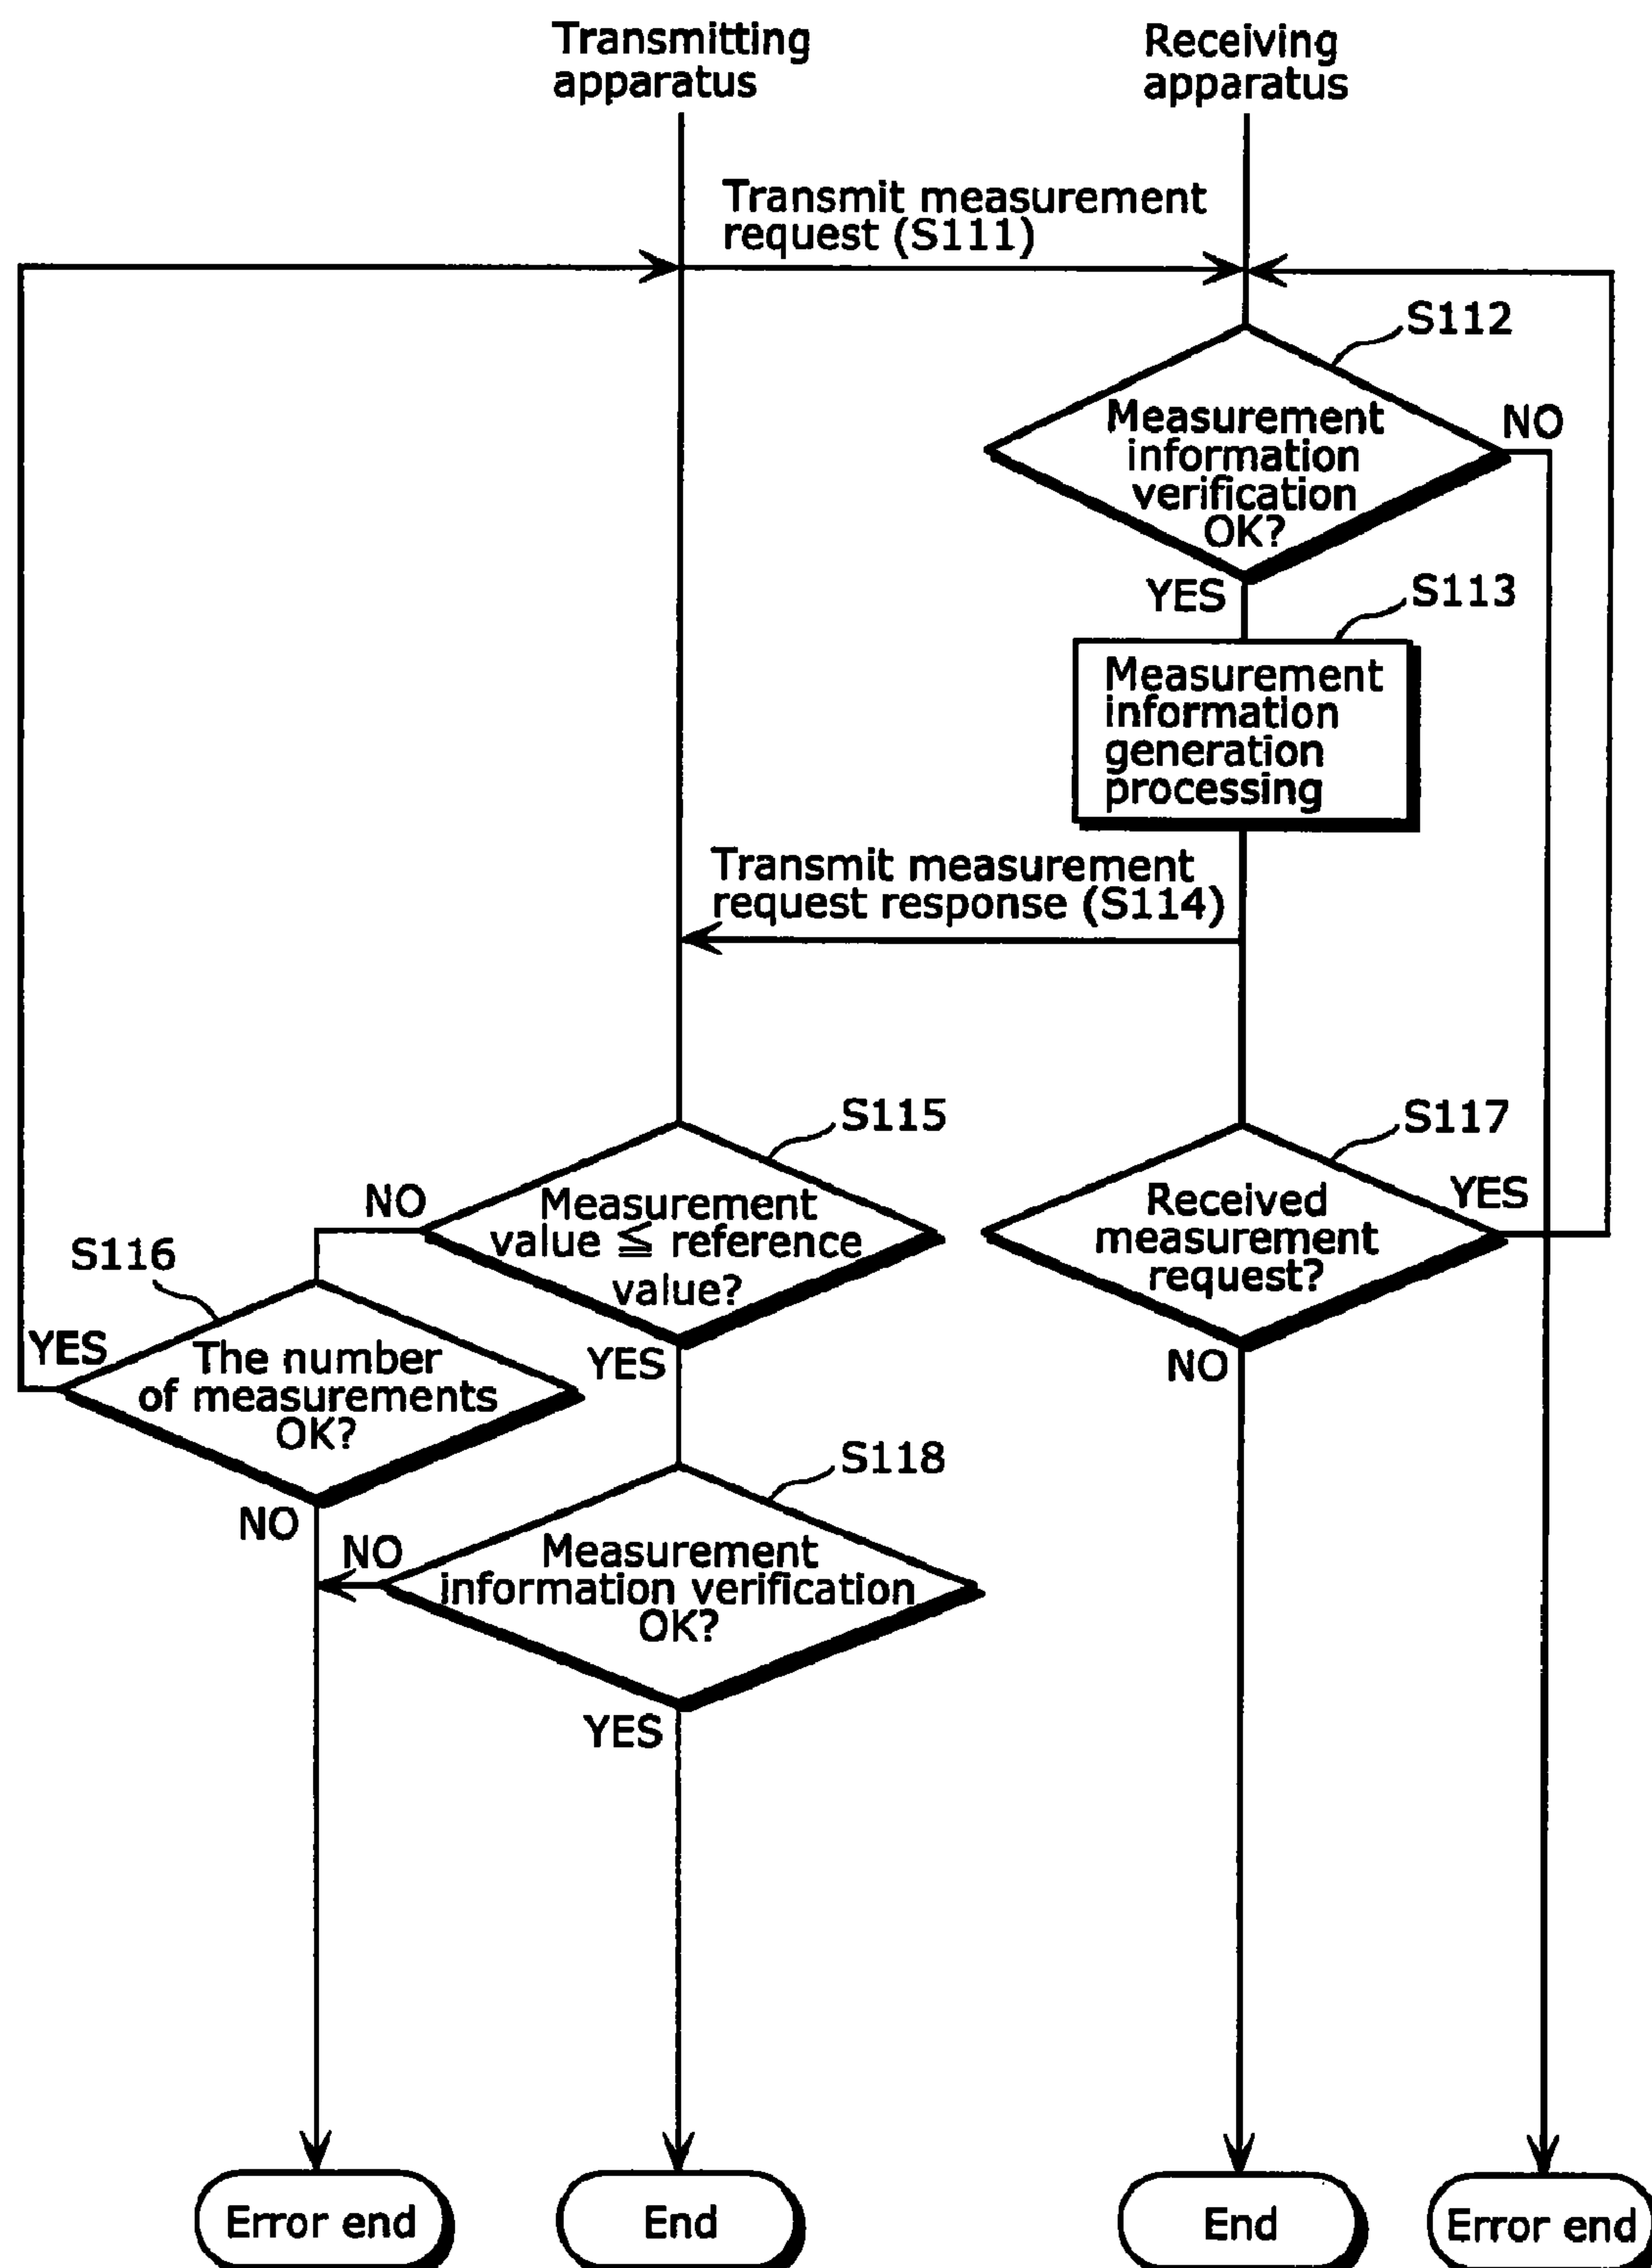 Transmitting
apparatus
Receiving
apparatus
Transmit measurement
request (S111)
S112
Measurement
information
verification
OK?
NO
YES
S113
Measurement
information
generation
processing
Transmit measurement
request response (S114)
S115
S117
NO
Measurement
value ≦ reference
value?
Received
measurement
request?
YES
S116
YES
The number
of measurements
OK?
YES
NO
S118
NO
NO
Measurement
information verification
OK?
YES
Error end
End
End
Error end